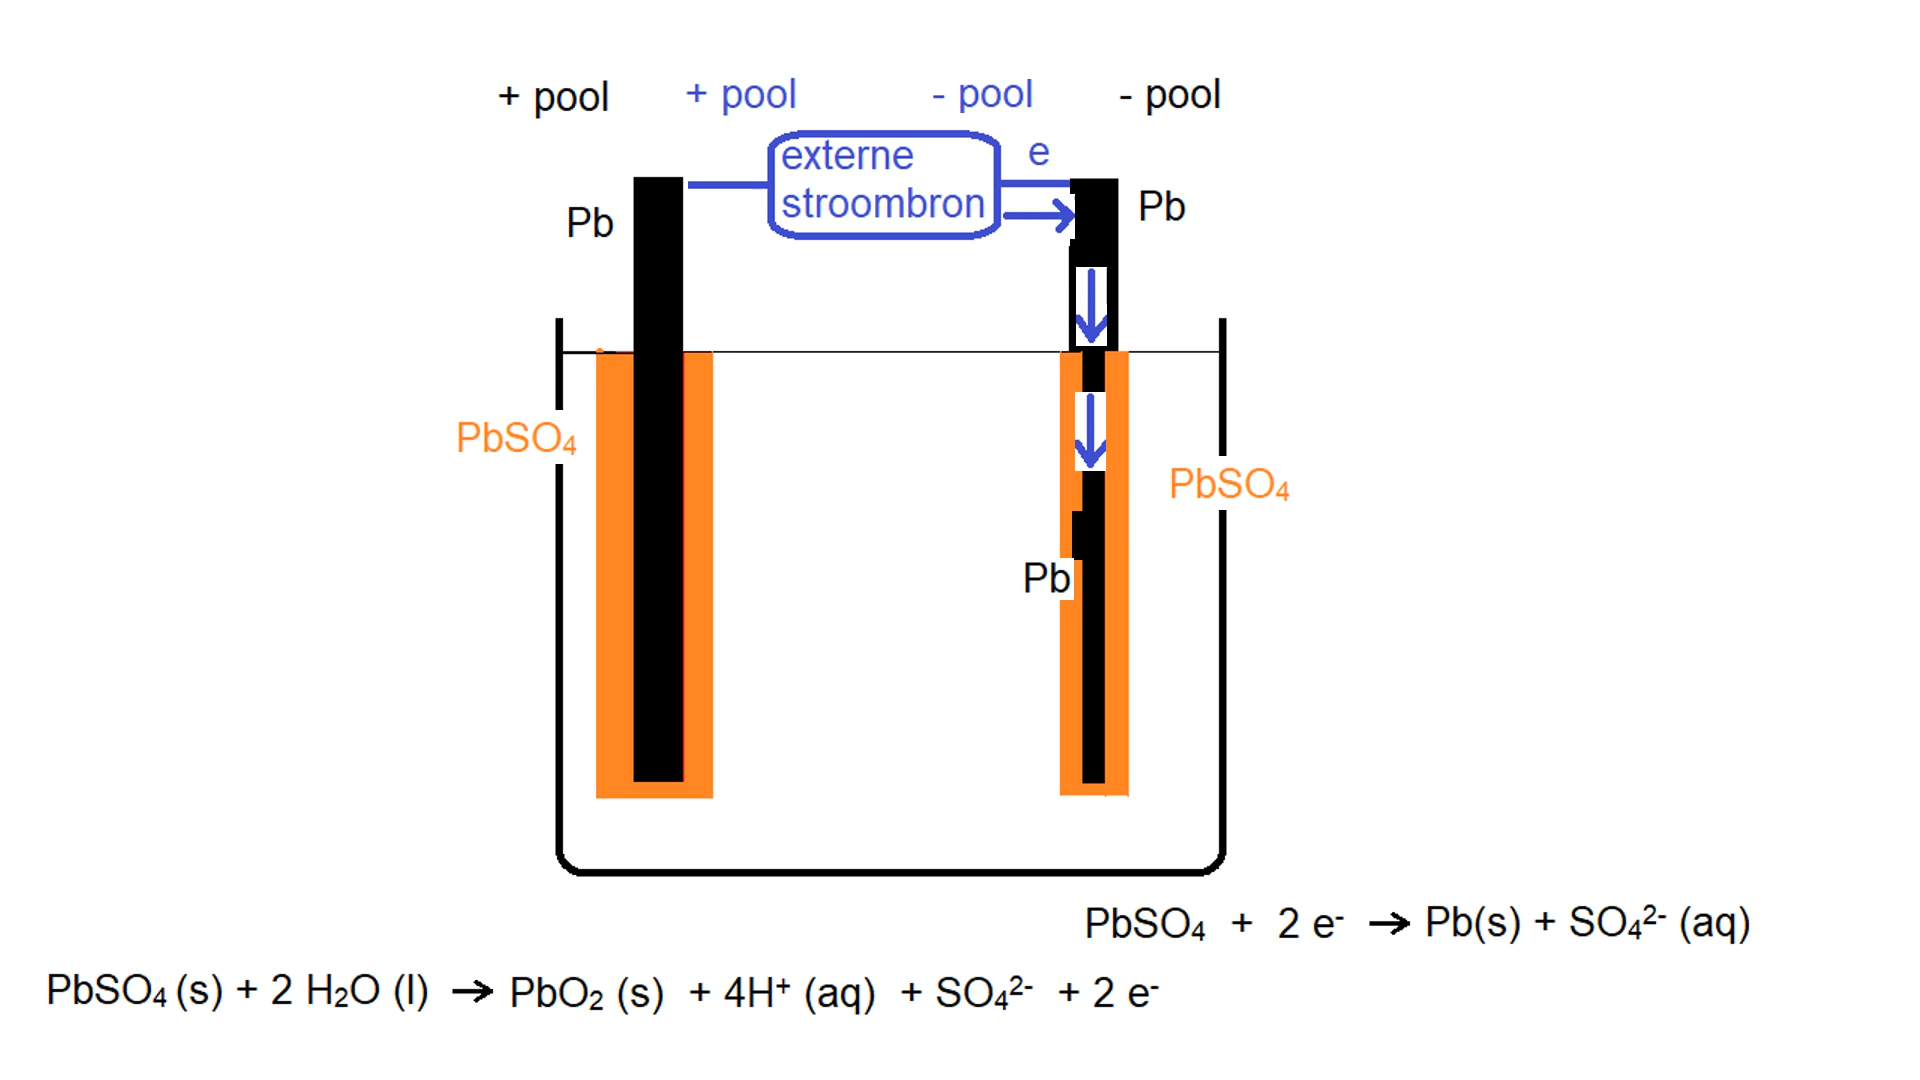 + pool + pool - pool - pool
externe
stroombron
e
Pb
Pb
PbSO₄
PbSO₄
Pb
PbSO₄ + 2 e⁻ → Pb(s) + SO₄²⁻ (aq)
PbSO₄ (s) + 2 H₂O (l) → PbO₂ (s) + 4H⁺ (aq) + SO₄²⁻ + 2 e⁻